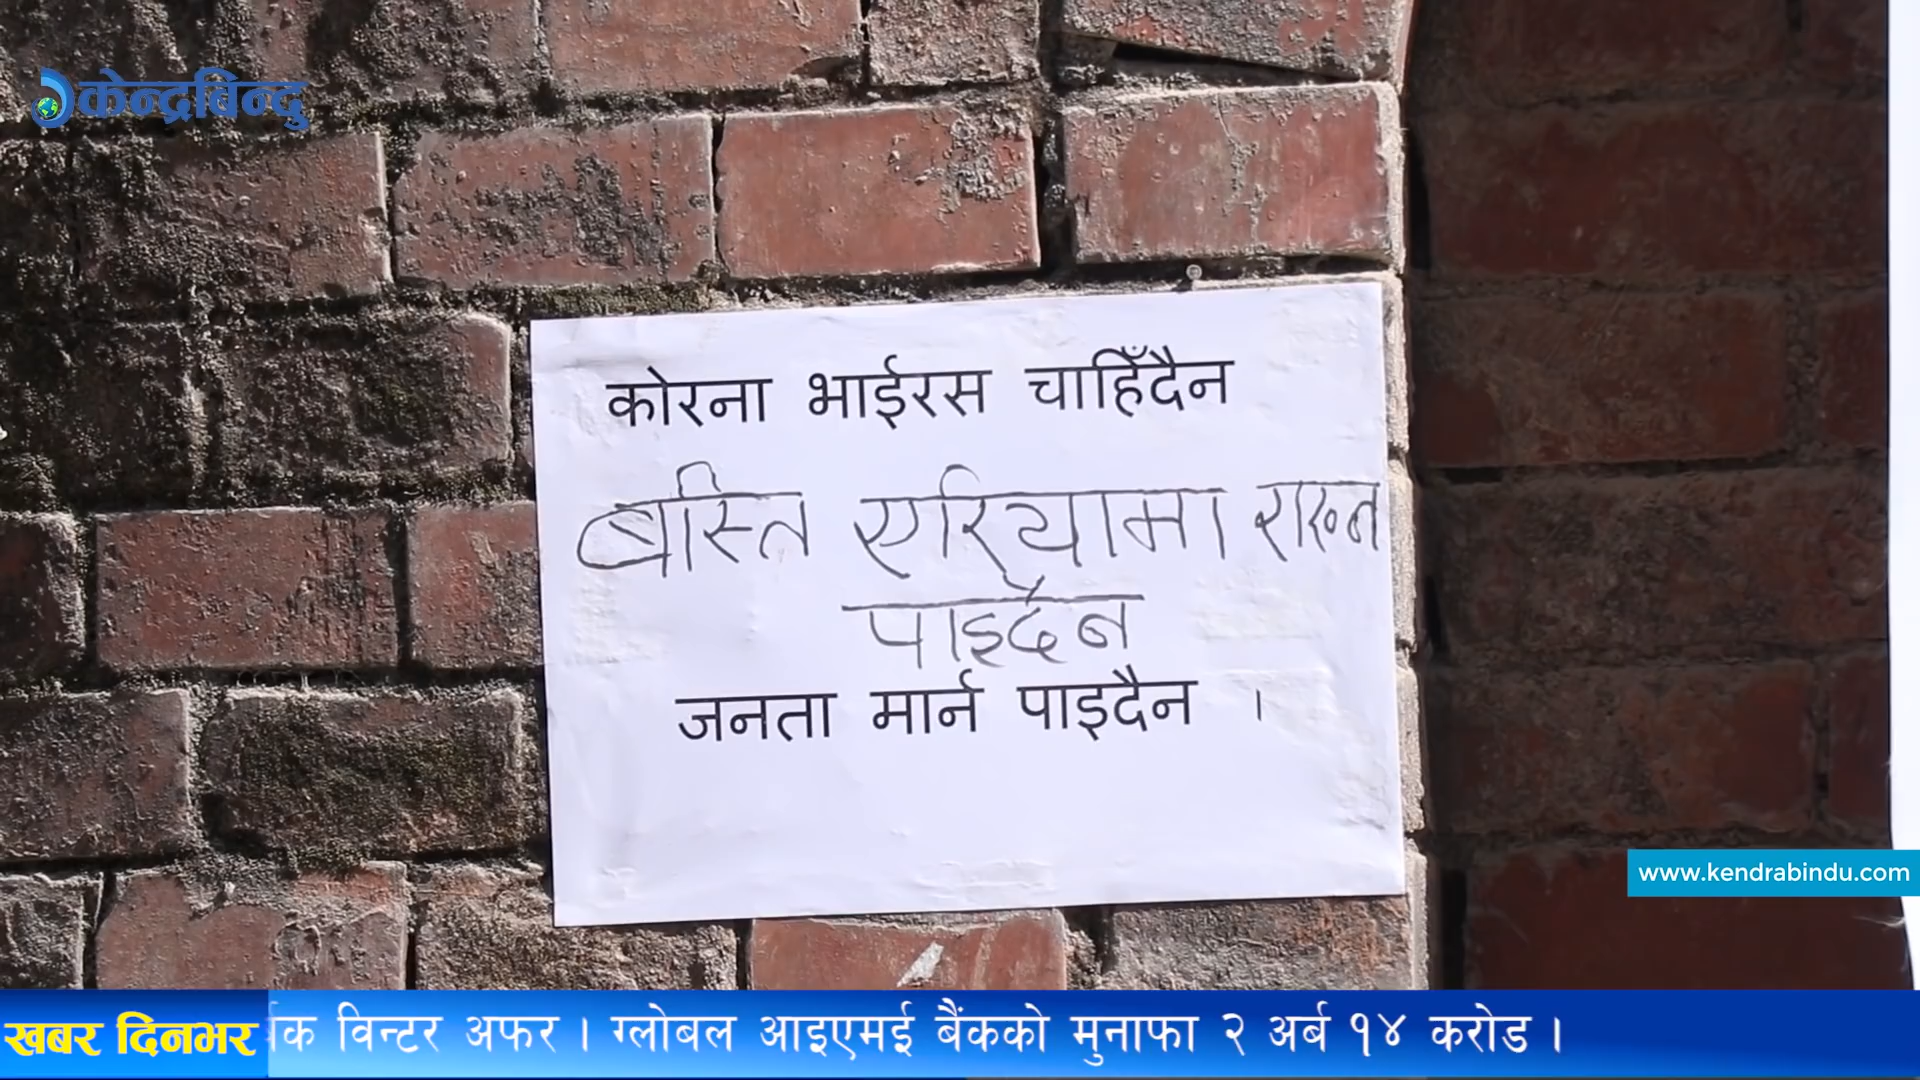 केन्द्रबिन्दु
कोरना भाईरस चाहिँदैन
बस्ति एरियामा राख्न
पाइदैन
जनता मार्न पाइदैन ।
www.kendrabindu.com
खबर दिनभर
विन्टर अफर । ग्लोबल आइएमई बैंकको मुनाफा २ अर्ब १४ करोड ।